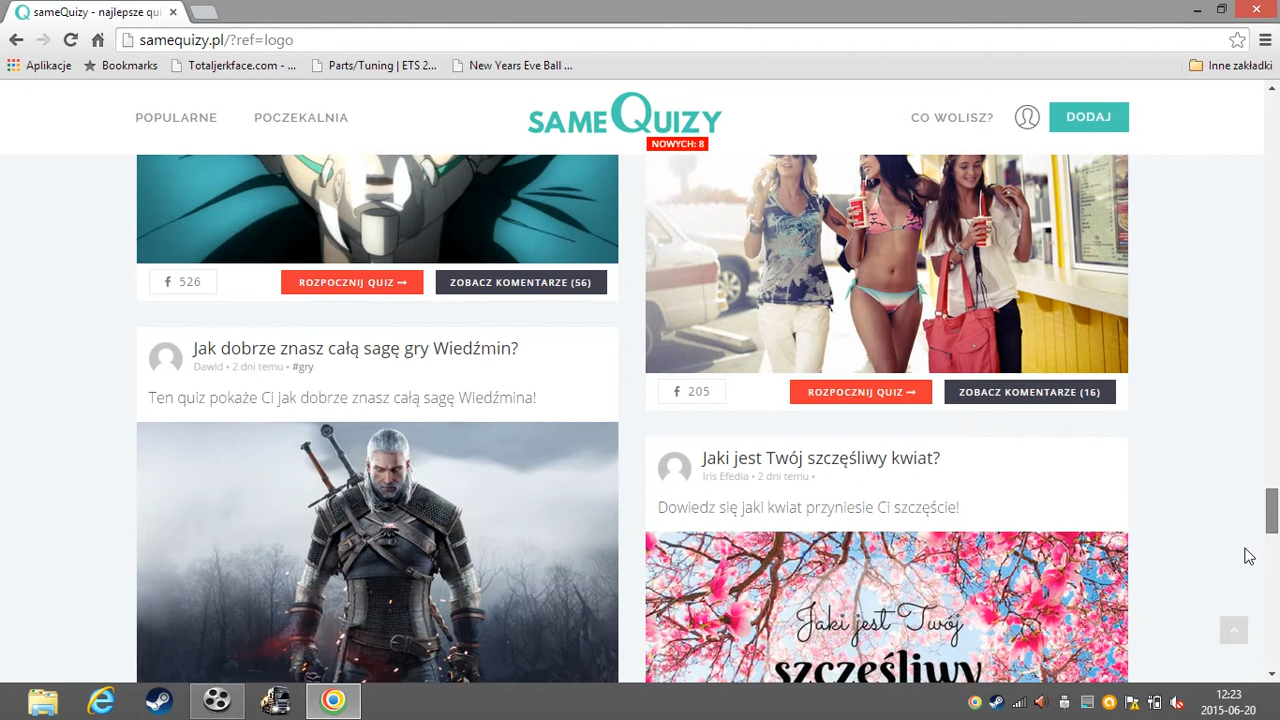 sameQuizy - najlepsze qui
samequizy.pl/?ref=logo
Aplikacje
Bookmarks
Totaljerkface.com - ...
Parts/Tuning | ETS 2...
New Years Eve Ball ...
Inne zakładki
POPULARNE
POCZEKALNIA
SAMEQUIZY
NOWYCH: 8
CO WOLISZ?
DODAJ
526
ROZPOCZNIJ QUIZ
ZOBACZ KOMENTARZE (56)
Jak dobrze znasz całą sagę gry Wiedźmin?
Dawid • 2 dni temu • #gry
Ten quiz pokaże Ci jak dobrze znasz całą sagę Wiedźmina!
205
ROZPOCZNIJ QUIZ
ZOBACZ KOMENTARZE (16)
Jaki jest Twój szczęśliwy kwiat?
Iris Efedia • 2 dni temu •
Dowiedz się jaki kwiat przyniesie Ci szczęście!
Jaki jest Twój
szczęśliwy
12:23
2015-06-20